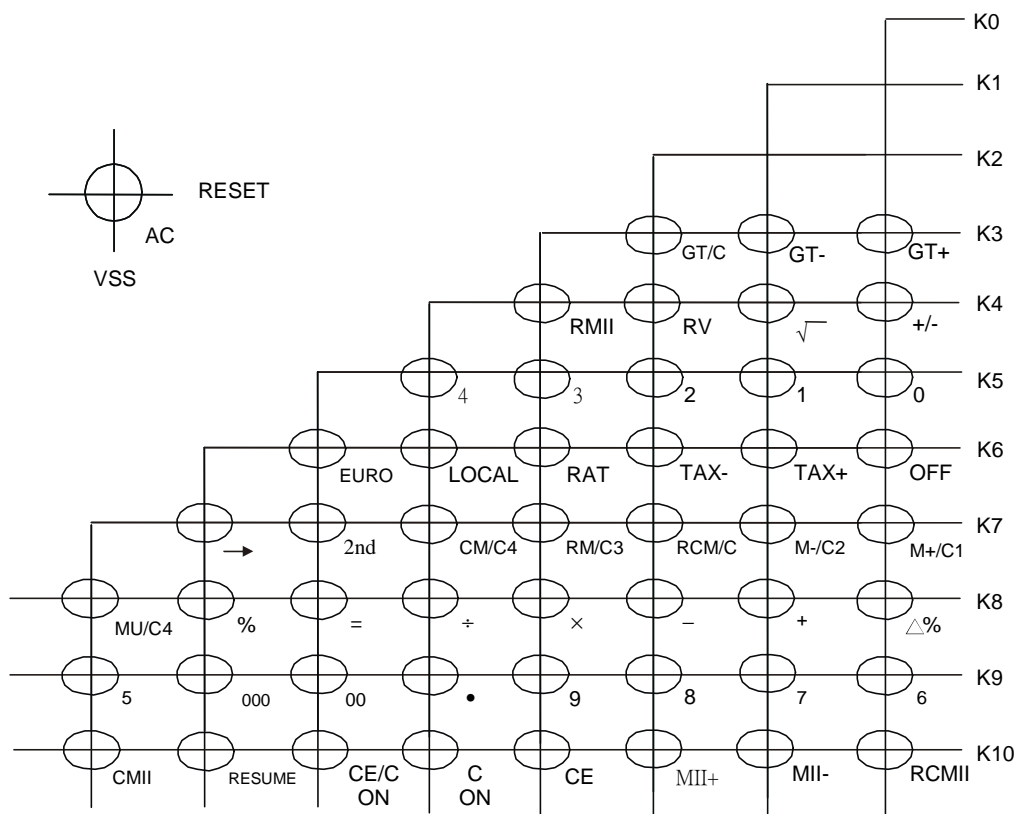 K0
K1
K2
RESET
AC
VSS
K3
GT/C GT- GT+
K4
RMII RV √ +/-
K5
4 3 2 1 0
K6
EURO LOCAL RAT TAX- TAX+ OFF
K7
→ 2nd CM/C4 RM/C3 RCM/C M-/C2 M+/C1
K8
MU/C4 % = ÷ × − + △%
K9
5 000 00 • 9 8 7 6
K10
CMII RESUME CE/C ON C ON CE MII+ MII- RCMII